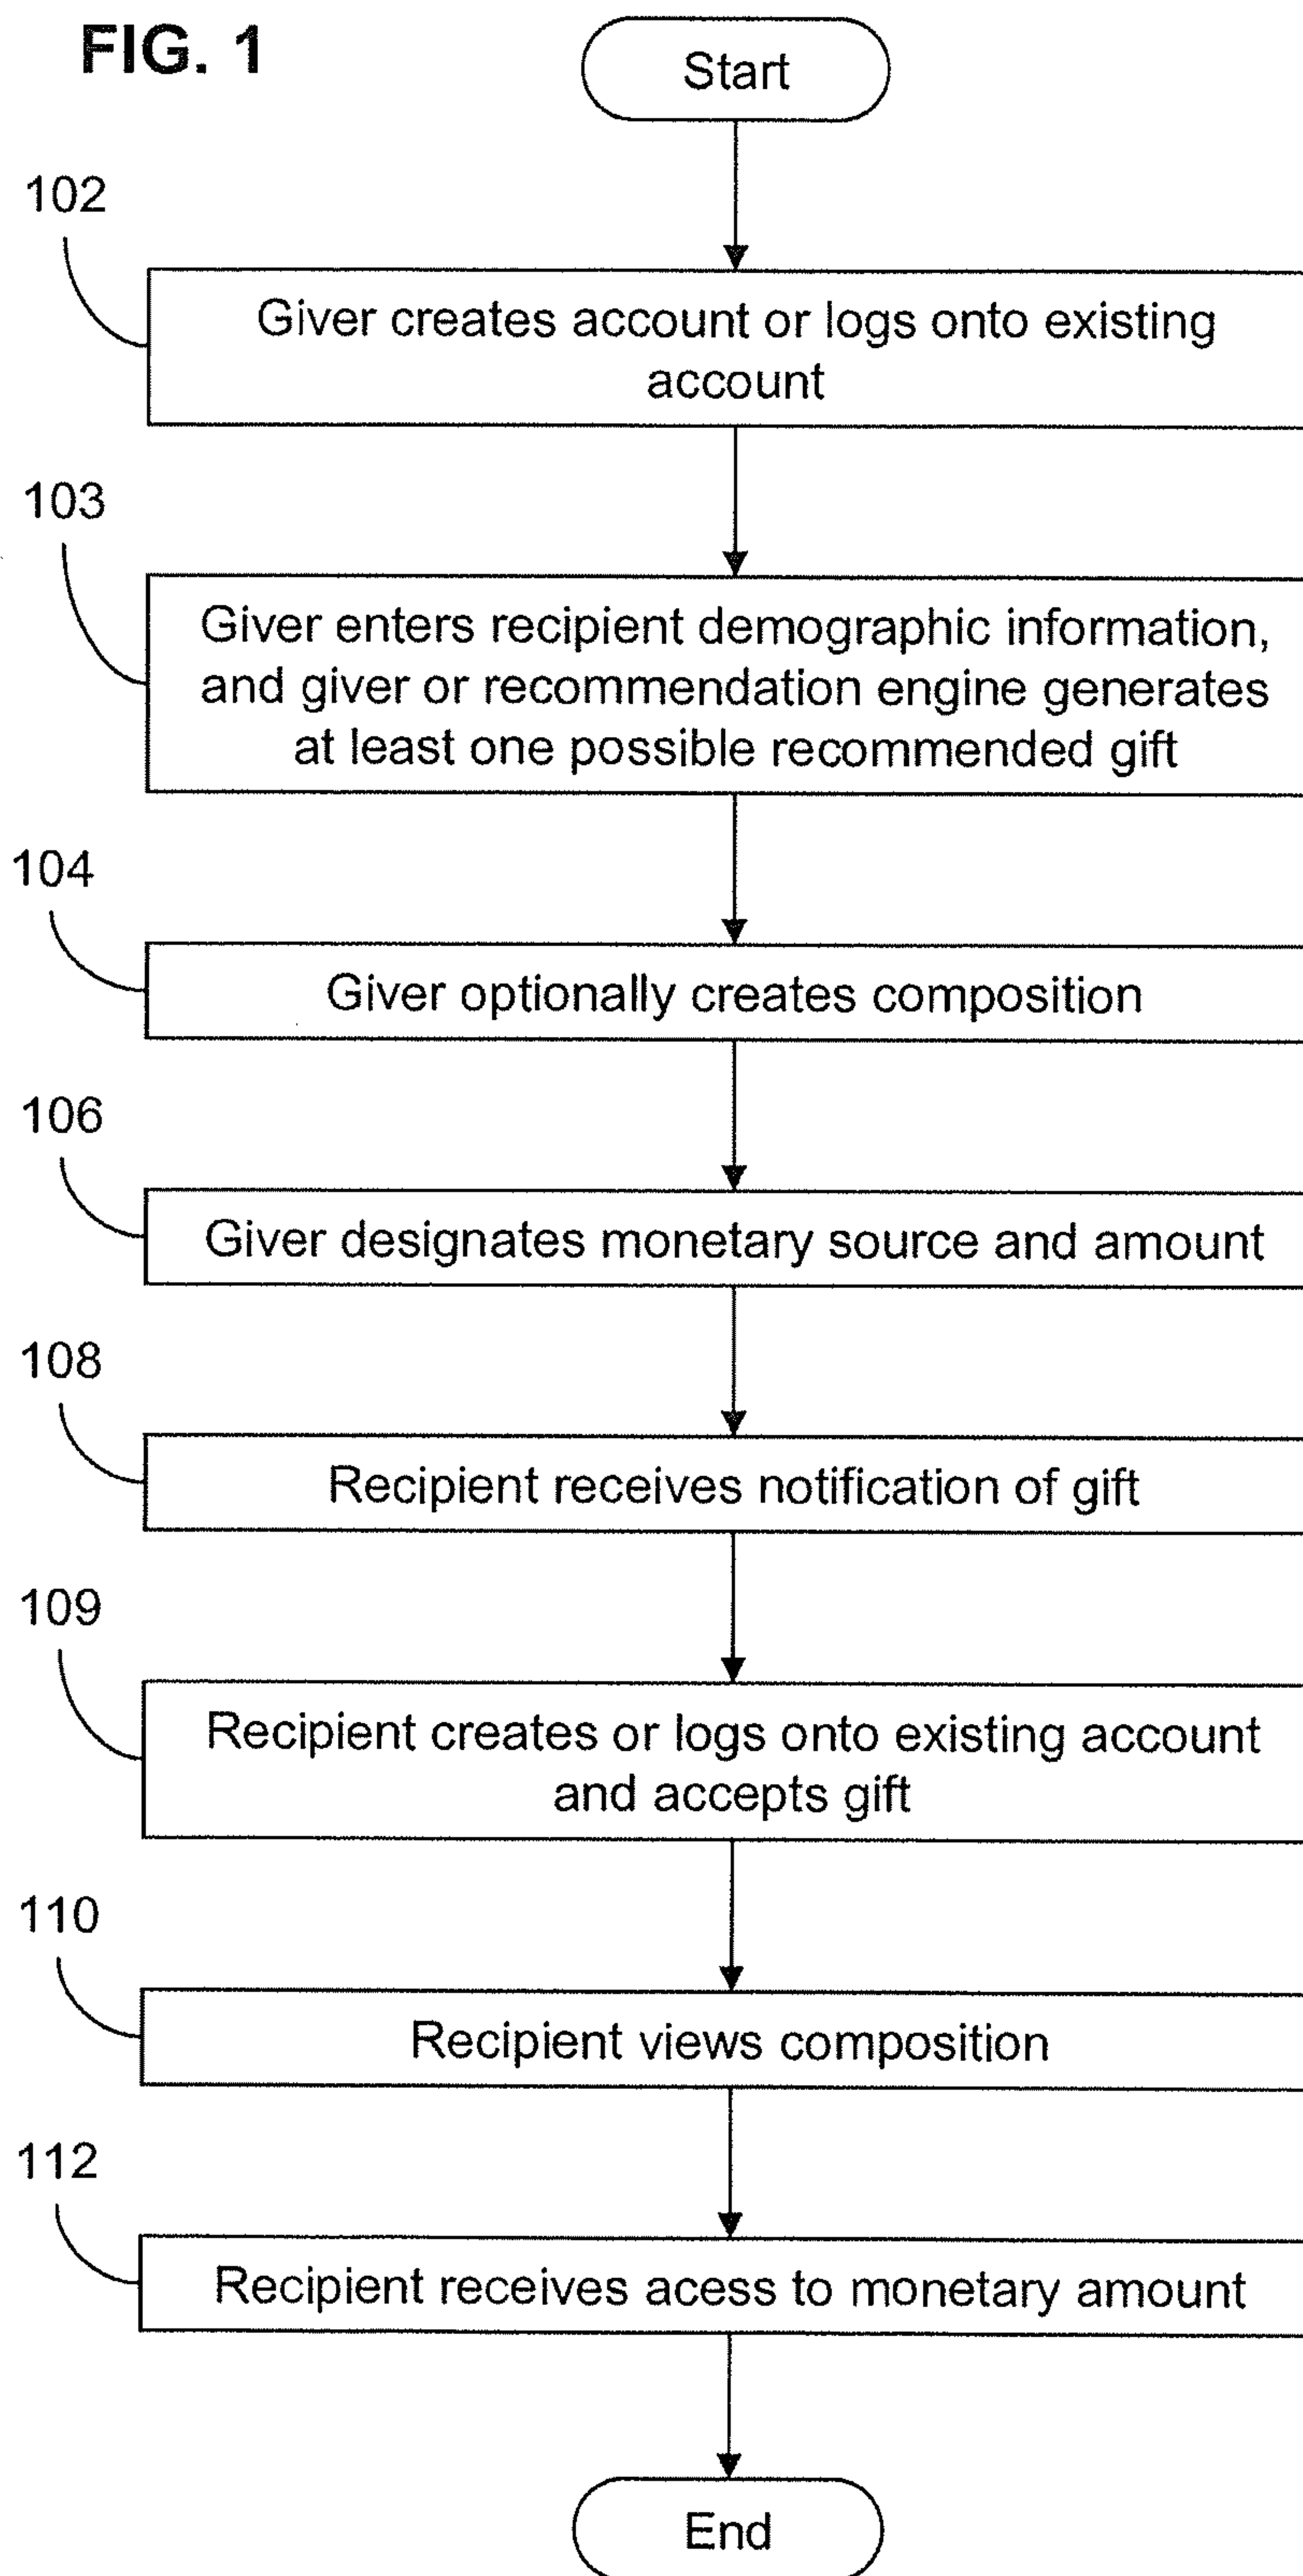 FIG. 1
Start
102
Giver creates account or logs onto existing
account
103
Giver enters recipient demographic information,
and giver or recommendation engine generates
at least one possible recommended gift
104
Giver optionally creates composition
106
Giver designates monetary source and amount
108
Recipient receives notification of gift
109
Recipient creates or logs onto existing account
and accepts gift
110
Recipient views composition
112
Recipient receives acess to monetary amount
End